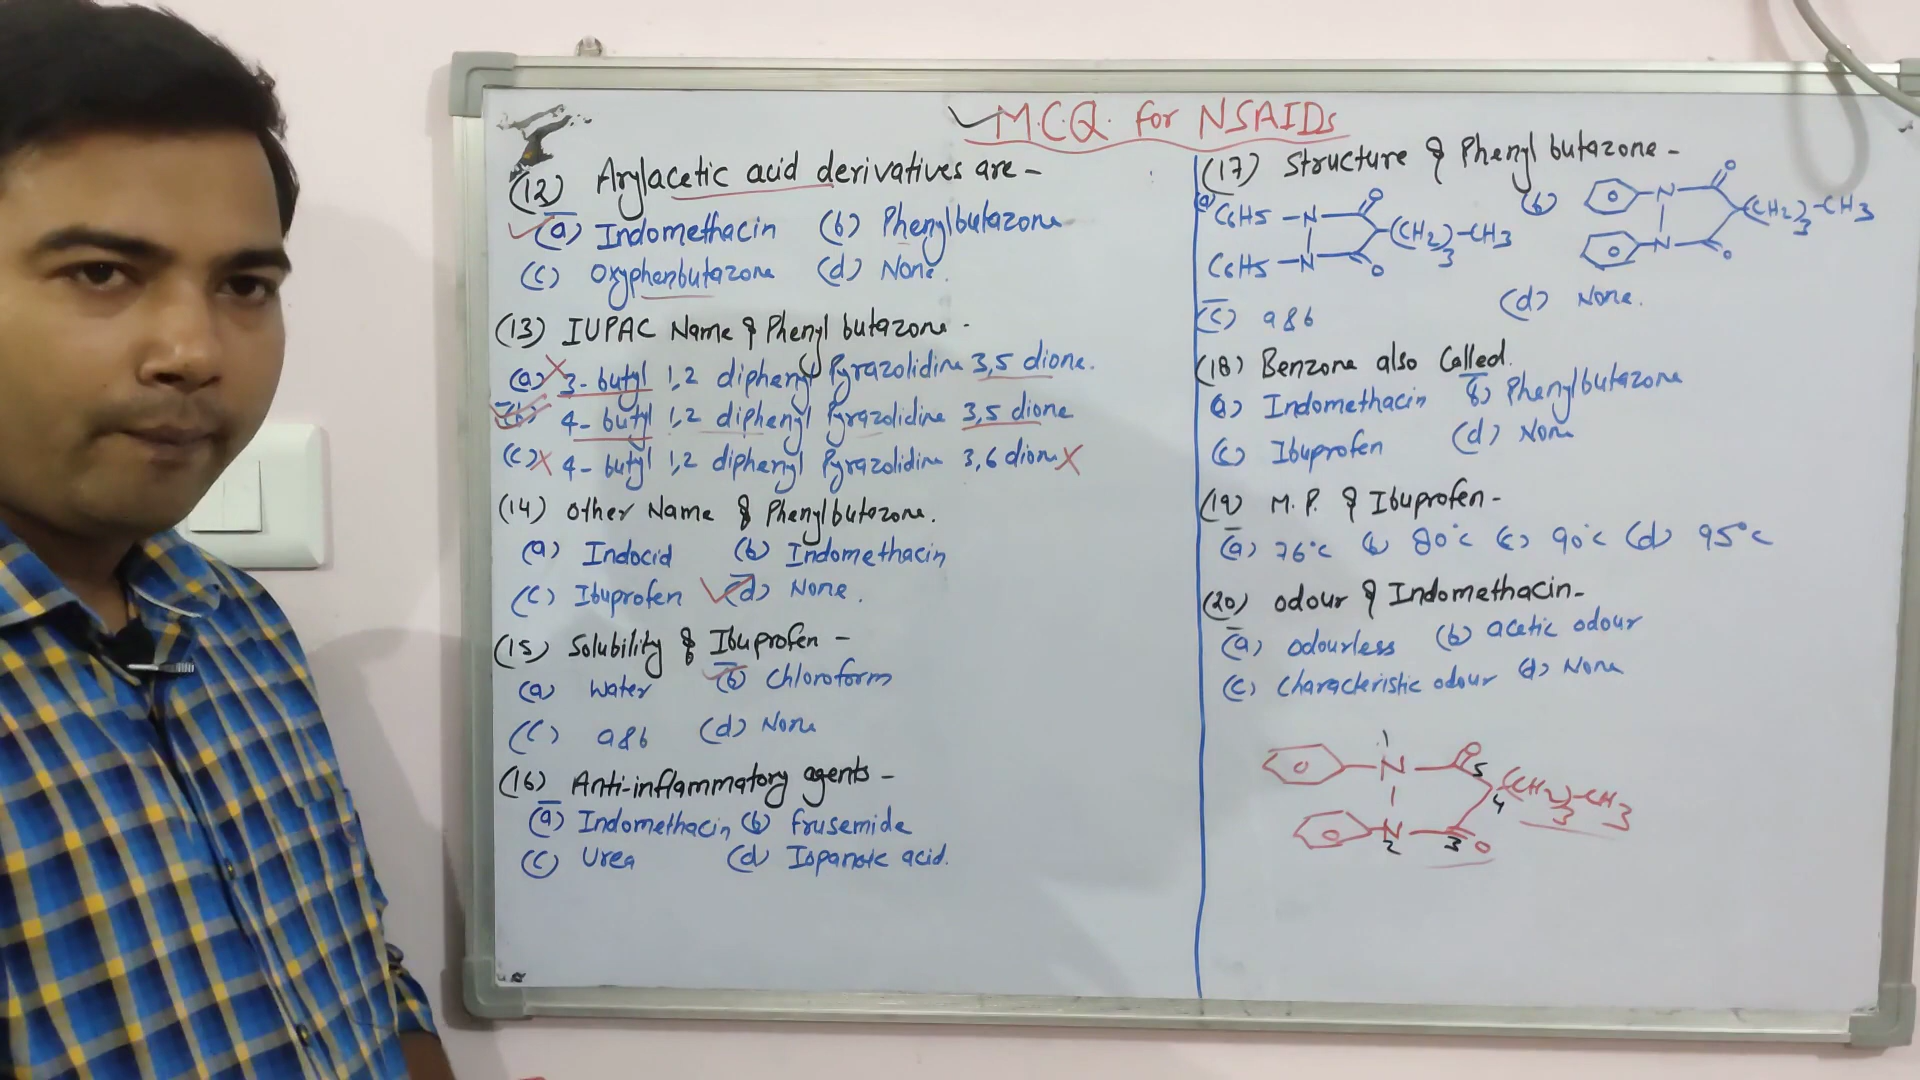 M.C.Q. for NSAIDs
(12) Arylacetic acid derivatives are-
(a) Indomethacin (b) Phenylbutazone
(c) Oxyphenbutazone (d) None.
(13) IUPAC Name of Phenyl butazone -
(a) 3-butyl 1,2 diphenyl Pyrazolidine 3,5 dione.
(b) 4-butyl 1,2 diphenyl Pyrazolidine 3,5 dione
(c) 4-butyl 1,2 diphenyl Pyrazolidine 3,6 dione
(14) Other Name of Phenylbutazone.
(a) Indocid (b) Indomethacin
(c) Ibuprofen (d) None.
(15) Solubility of Ibuprofen -
(a) Water (b) Chloroform
(c) a&b (d) None
(16) Anti-inflammatory agents -
(a) Indomethacin (b) frusemide
(c) Urea (d) Iopanoic acid.
(17) Structure of Phenyl butazone -
(a) C6H5 -N (CH2)3-CH3
C6H5 -N O O
(b) N O (CH2)3-CH3
N O
(c) a&b (d) None.
(18) Benzone also Called.
(a) Indomethacin (b) Phenylbutazone
(c) Ibuprofen (d) None
(19) M.P. of Ibuprofen -
(a) 76°c (b) 80°c (c) 90°c (d) 95°c
(20) odour of Indomethacin-
(a) odourless (b) acetic odour
(c) characteristic odour (d) None
1 N O 5
4 (CH2)3-CH3
N 2 3 O